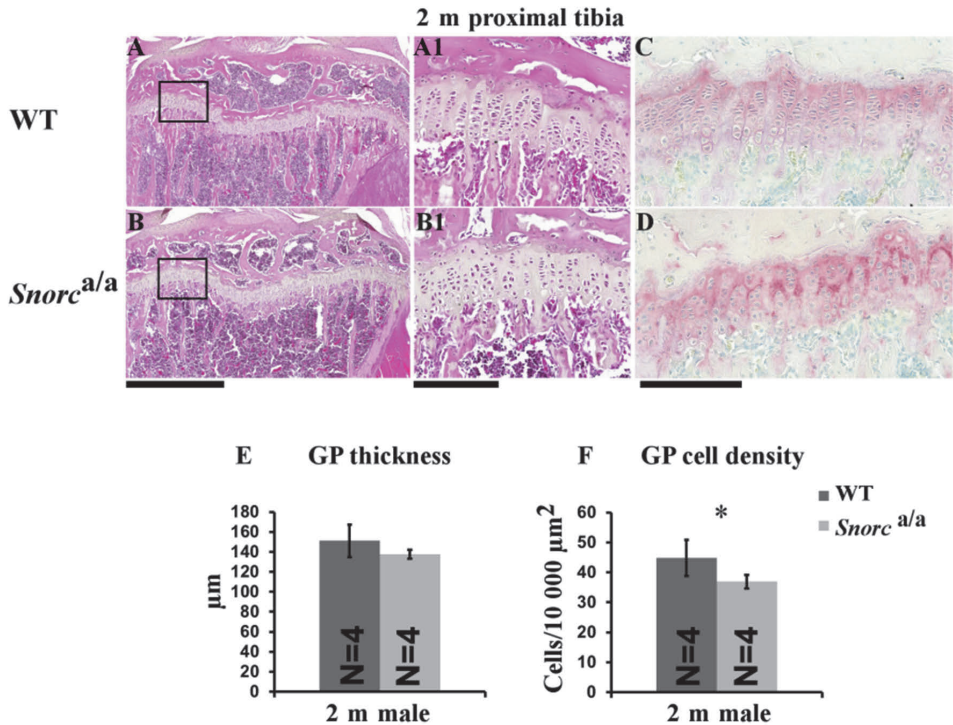 2 m proximal tibia
WT
A
A1
C
Snorc a/a
B
B1
D
E GP thickness
180
160
140
120
100
80
60
40
20
0
µm
N=4
N=4
2 m male
F GP cell density
60
50
40
30
20
10
0
Cells/10 000 µm²
*
N=4
N=4
2 m male
WT
Snorc a/a